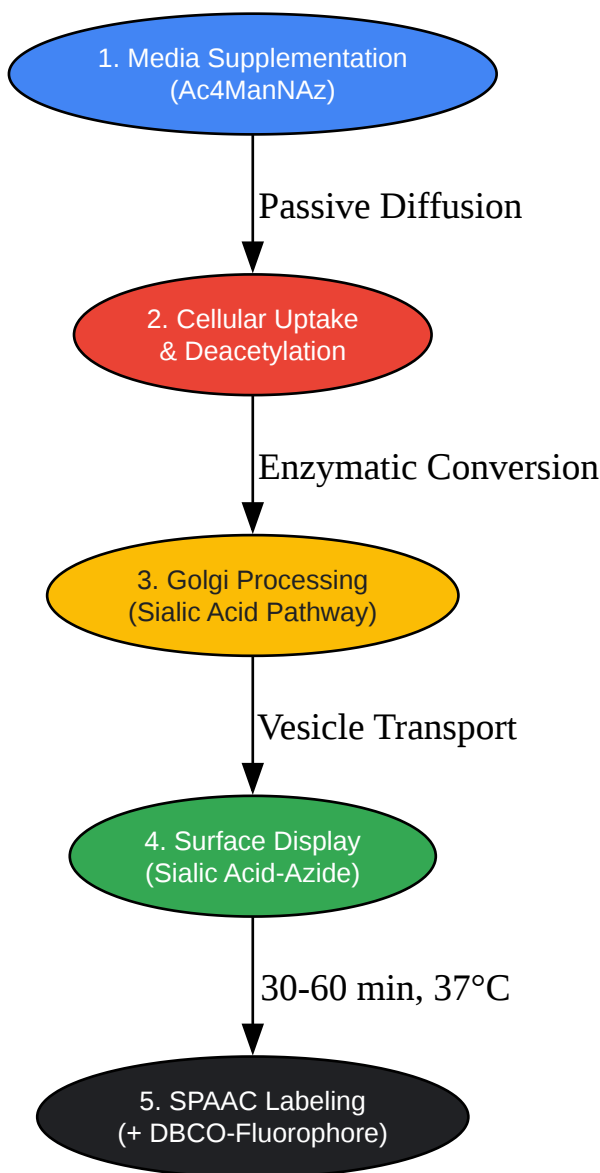 1. Media Supplementation
(Ac4ManNAz)
Passive Diffusion
2. Cellular Uptake
& Deacetylation
Enzymatic Conversion
3. Golgi Processing
(Sialic Acid Pathway)
Vesicle Transport
4. Surface Display
(Sialic Acid-Azide)
30-60 min, 37°C
5. SPAAC Labeling
(+ DBCO-Fluorophore)